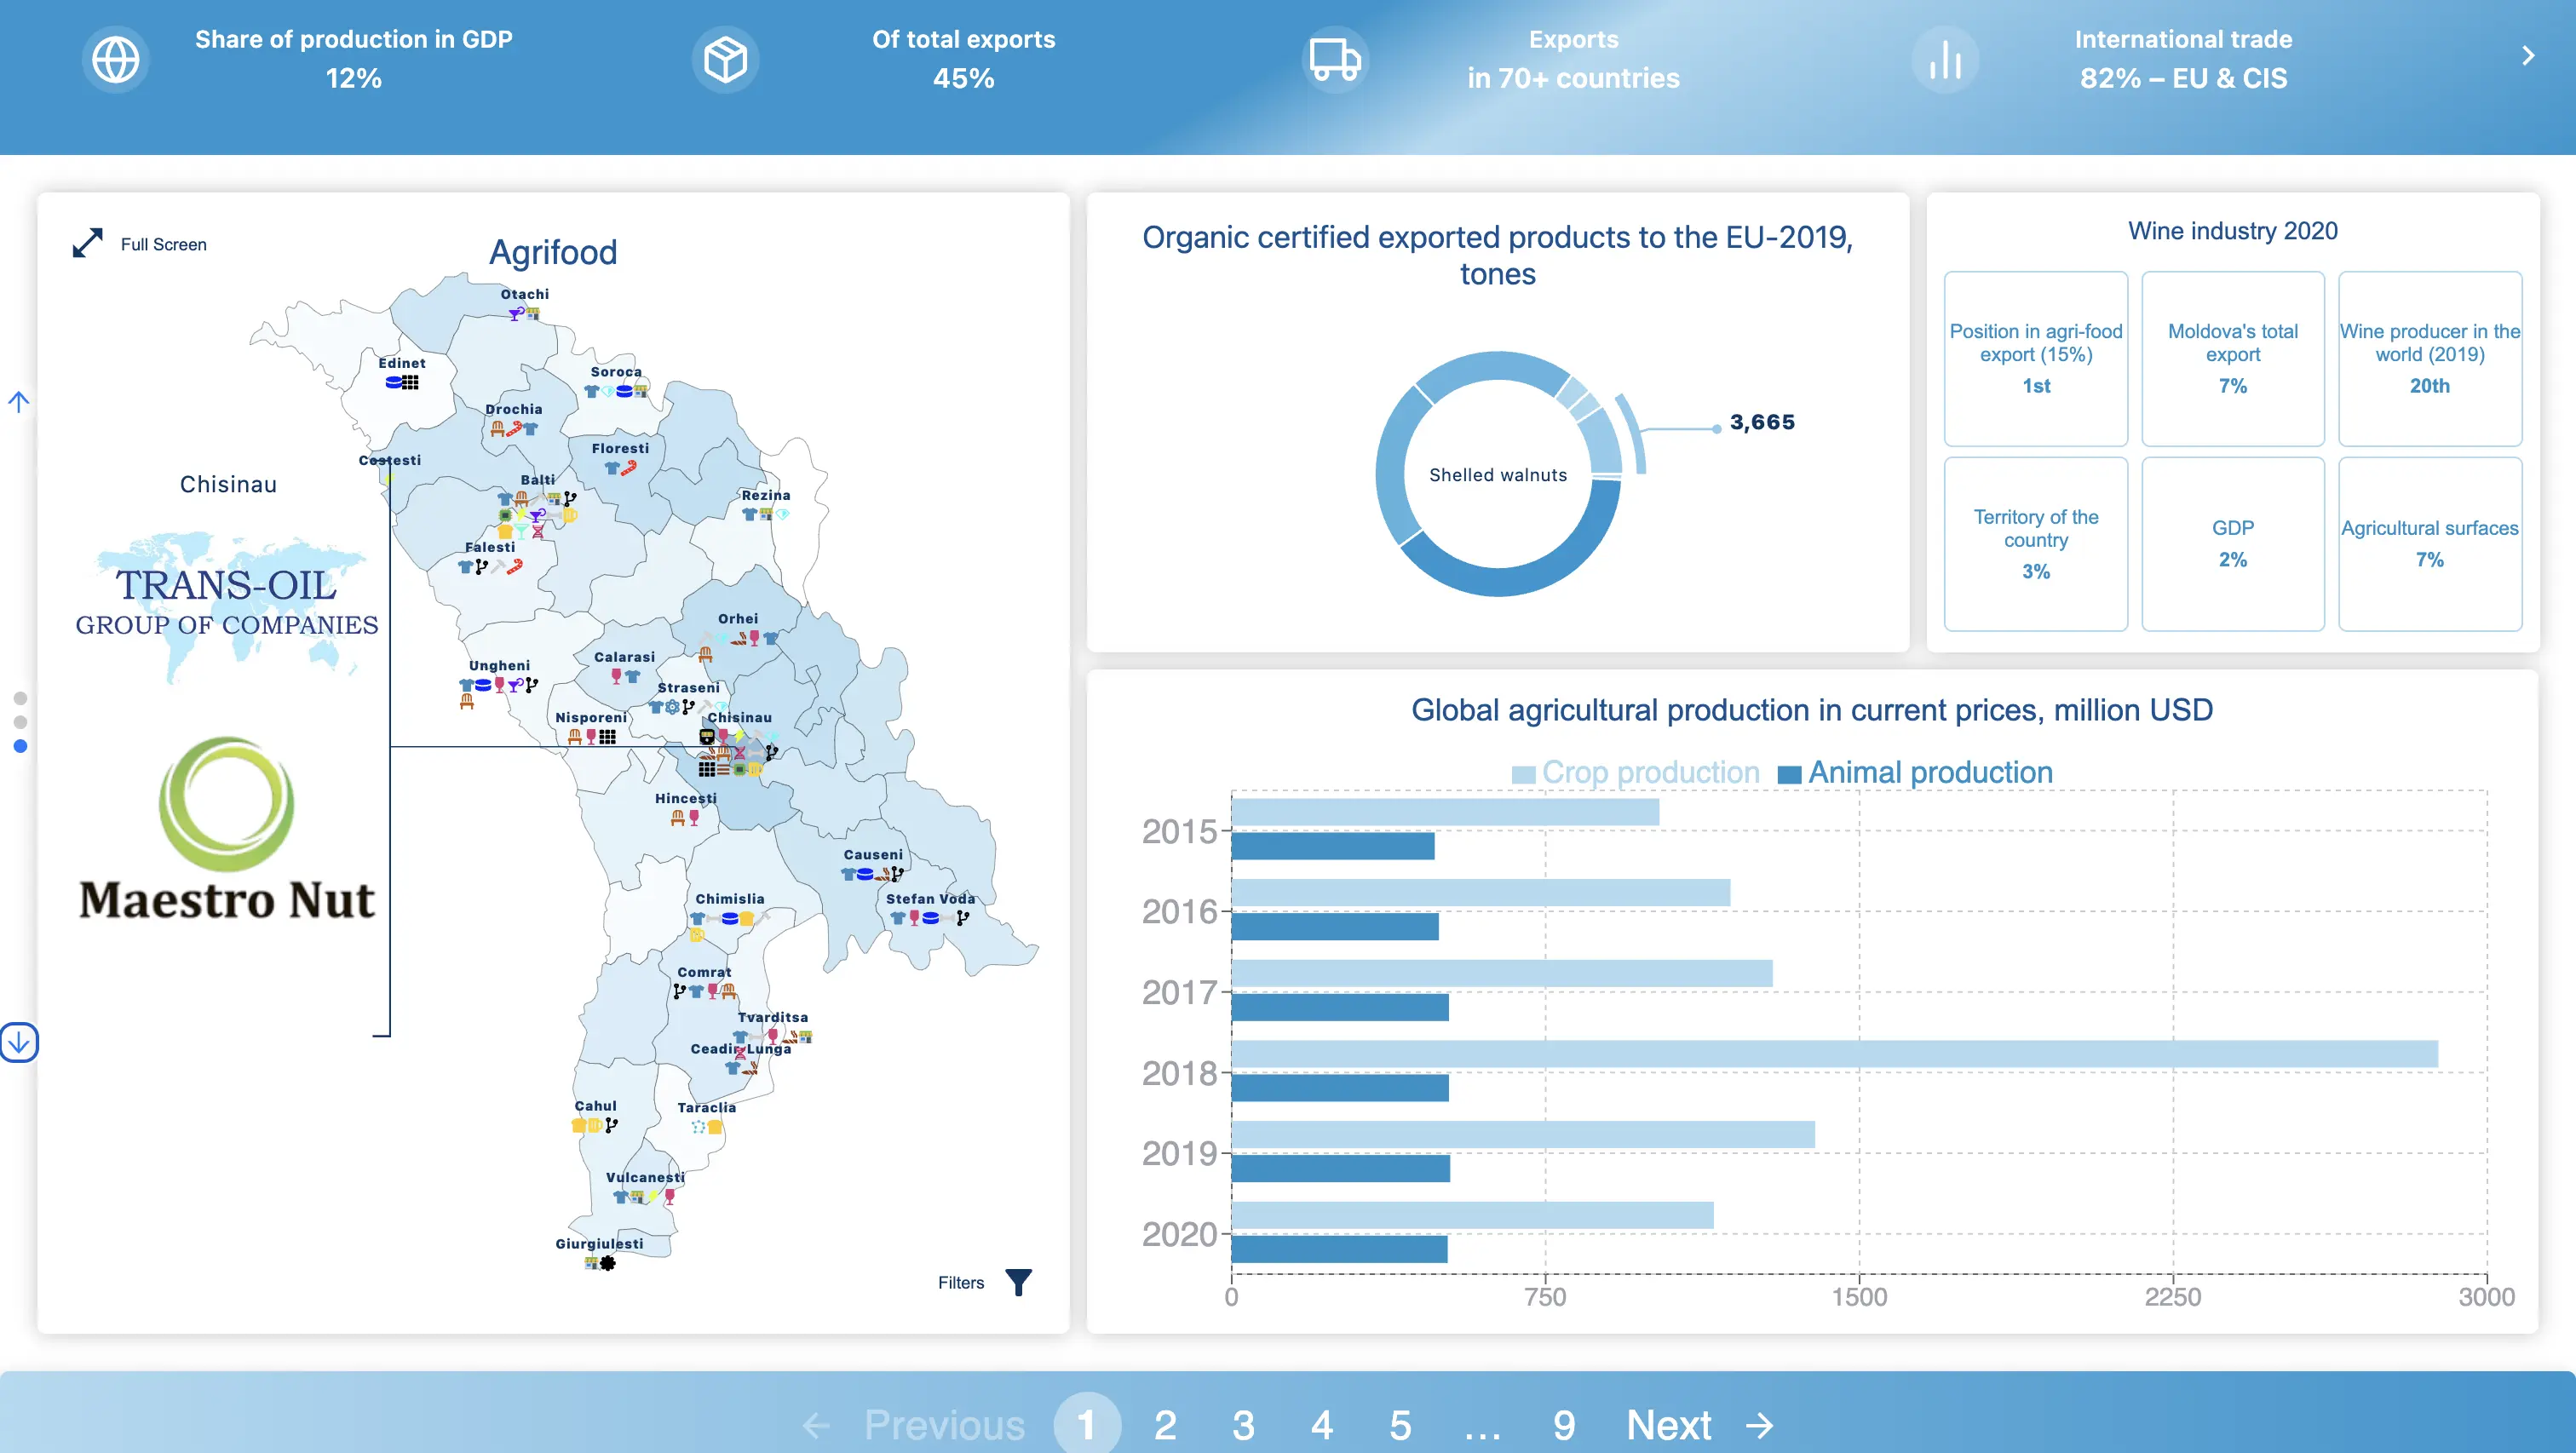 Share of production in GDP
12%
Of total exports
45%
Exports
in 70+ countries
International trade
82% – EU & CIS
Full Screen
Agrifood
Otachi
Edinet
Soroca
Drochia
Floresti
Costesti
Balti
Rezina
Falesti
Chisinau
TRANS-OIL
GROUP OF COMPANIES
Maestro Nut
Orhei
Calarasi
Ungheni
Straseni
Nisporeni
Chisinau
Hincesti
Causeni
Chimislia
Stefan Voda
Comrat
Tvarditsa
Ceadir-Lunga
Cahul
Taraclia
Vulcanesti
Giurgiulesti
Filters
Organic certified exported products to the EU-2019,
tones
Shelled walnuts
3,665
Wine industry 2020
Position in agri-food
export (15%)
1st
Moldova's total
export
7%
Wine producer in the
world (2019)
20th
Territory of the
country
3%
GDP
2%
Agricultural surfaces
7%
Global agricultural production in current prices, million USD
Crop production Animal production
2015
2016
2017
2018
2019
2020
0 750 1500 2250 3000
Previous 1 2 3 4 5 ... 9 Next